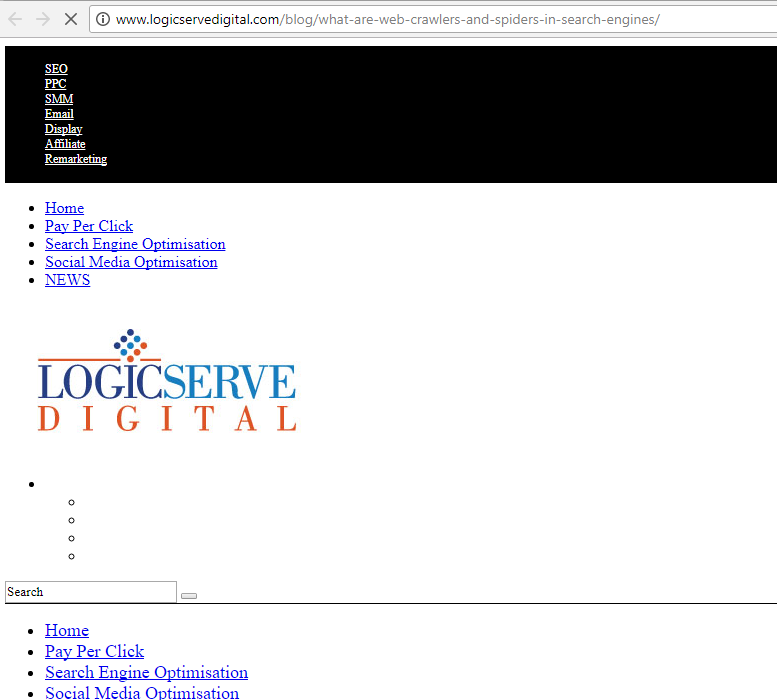 www.logicservedigital.com/blog/what-are-web-crawlers-and-spiders-in-search-engines/
SEO
PPC
SMM
Email
Display
Affiliate
Remarketing
Home
Pay Per Click
Search Engine Optimisation
Social Media Optimisation
NEWS
LOGICSERVE
DIGITAL
Search
Home
Pay Per Click
Search Engine Optimisation
Social Media Optimisation